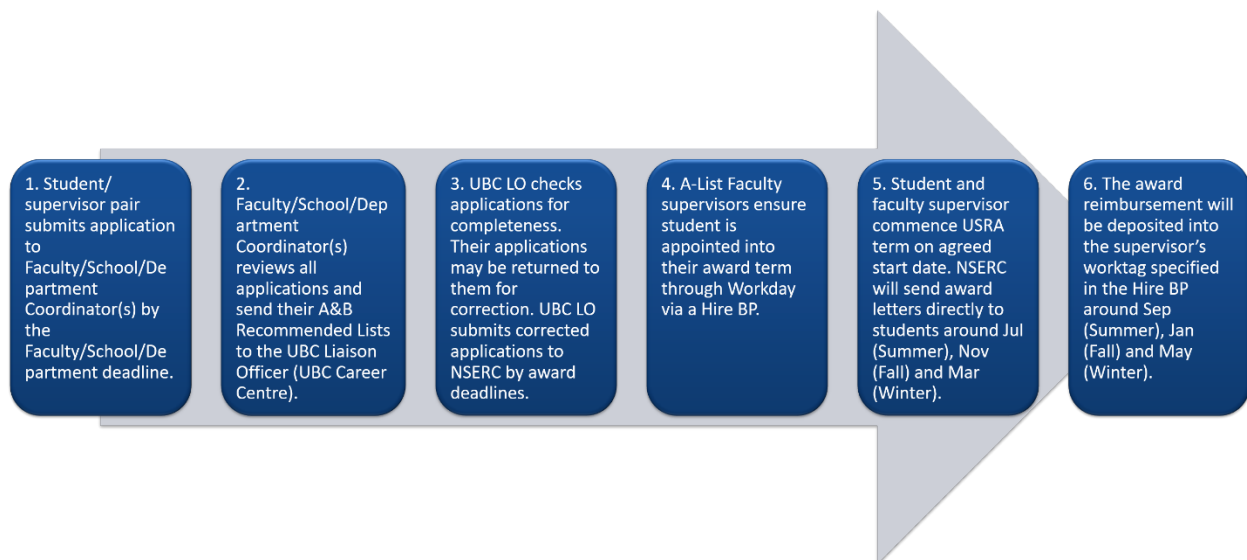 1. Student/
supervisor pair
submits application
to
Faculty/School/De
partment
Coordinator(s) by
the
Faculty/School/De
partment deadline.
2.
Faculty/School/Dep
artment
Coordinator(s)
reviews all
applications and
send their A&B
Recommended Lists
to the UBC Liaison
Officer (UBC Career
Centre).
3. UBC LO checks
applications for
completeness.
Their applications
may be returned to
them for
correction. UBC LO
submits corrected
applications to
NSERC by award
deadlines.
4. A-List Faculty
supervisors ensure
student is
appointed into
their award term
through Workday
via a Hire BP.
5. Student and
faculty supervisor
commence USRA
term on agreed
start date. NSERC
will send award
letters directly to
students around Jul
(Summer), Nov
(Fall) and Mar
(Winter).
6. The award
reimbursement will
be deposited into
the supervisor’s
worktag specified
in the Hire BP
around Sep
(Summer), Jan
(Fall) and May
(Winter).